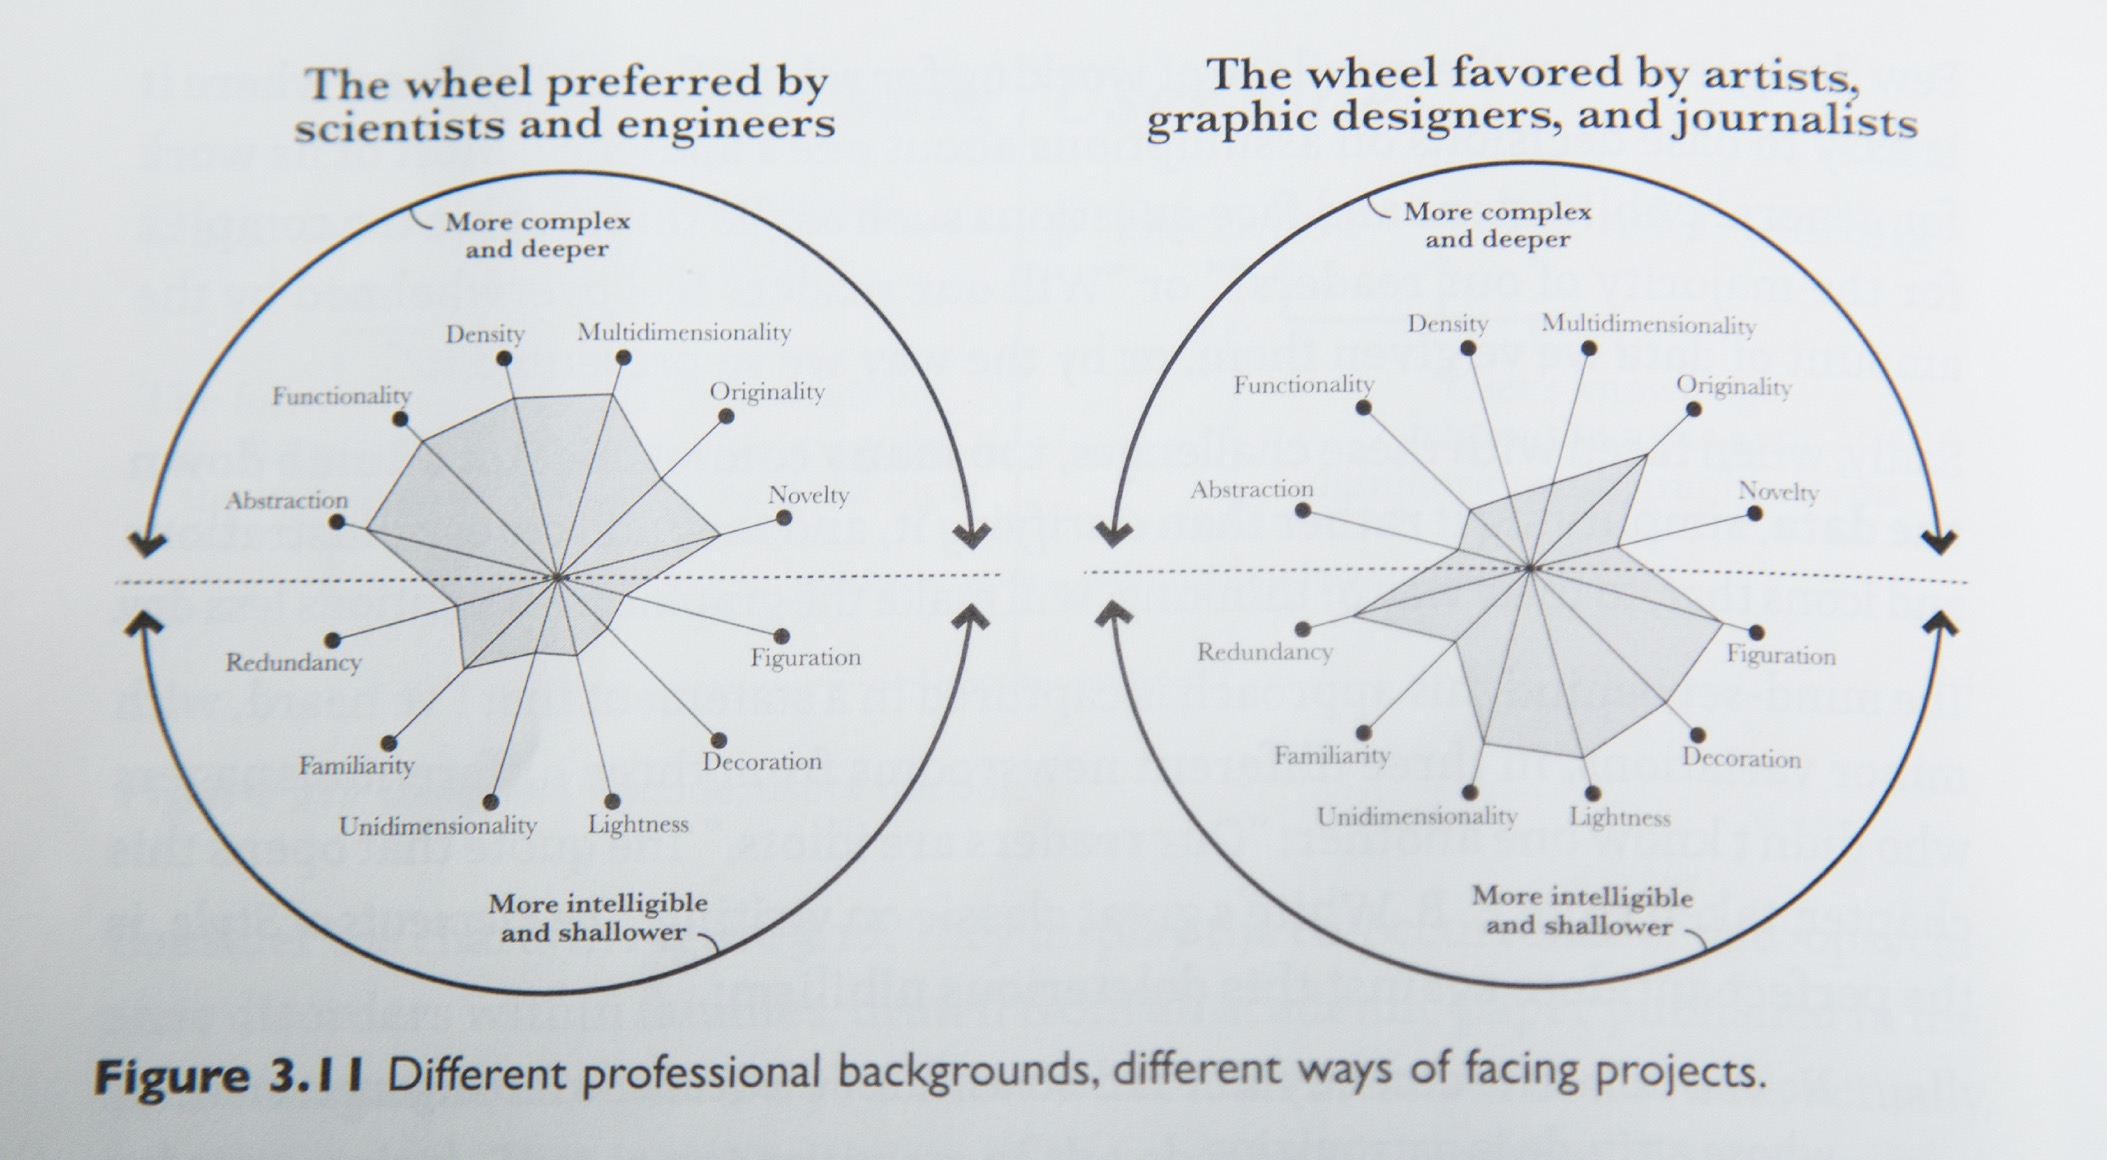 The wheel preferred by
scientists and engineers
More complex
and deeper
Density
Multidimensionality
Functionality
Originality
Abstraction
Novelty
Redundancy
Figuration
Familiarity
Decoration
Unidimensionality
Lightness
More intelligible
and shallower
The wheel favored by artists,
graphic designers, and journalists
More complex
and deeper
Density
Multidimensionality
Functionality
Originality
Abstraction
Novelty
Redundancy
Figuration
Familiarity
Decoration
Unidimensionality
Lightness
More intelligible
and shallower
Figure 3.11 Different professional backgrounds, different ways of facing projects.